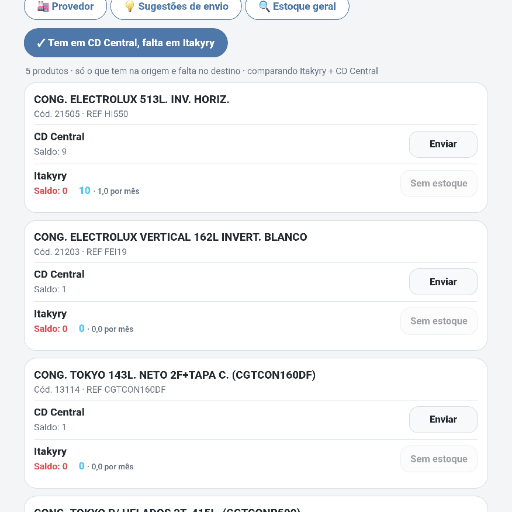 🏭 Provedor 💡 Sugestões de envio 🔍 Estoque geral
✓ Tem em CD Central, falta em Itakyry
5 produtos · só o que tem na origem e falta no destino · comparando Itakyry + CD Central
CONG. ELECTROLUX 513L. INV. HORIZ.
Cód. 21505 · REF HI550
CD Central
Saldo: 9
Enviar
Itakyry
Saldo: 0 10 · 1,0 por mês
Sem estoque
CONG. ELECTROLUX VERTICAL 162L INVERT. BLANCO
Cód. 21203 · REF FEI19
CD Central
Saldo: 1
Enviar
Itakyry
Saldo: 0 0 · 0,0 por mês
Sem estoque
CONG. TOKYO 143L. NETO 2F+TAPA C. (CGTCON160DF)
Cód. 13114 · REF CGTCON160DF
CD Central
Saldo: 1
Enviar
Itakyry
Saldo: 0 0 · 0,0 por mês
Sem estoque
CONG. TOKYO P/ HELADOS 2T. 415L.